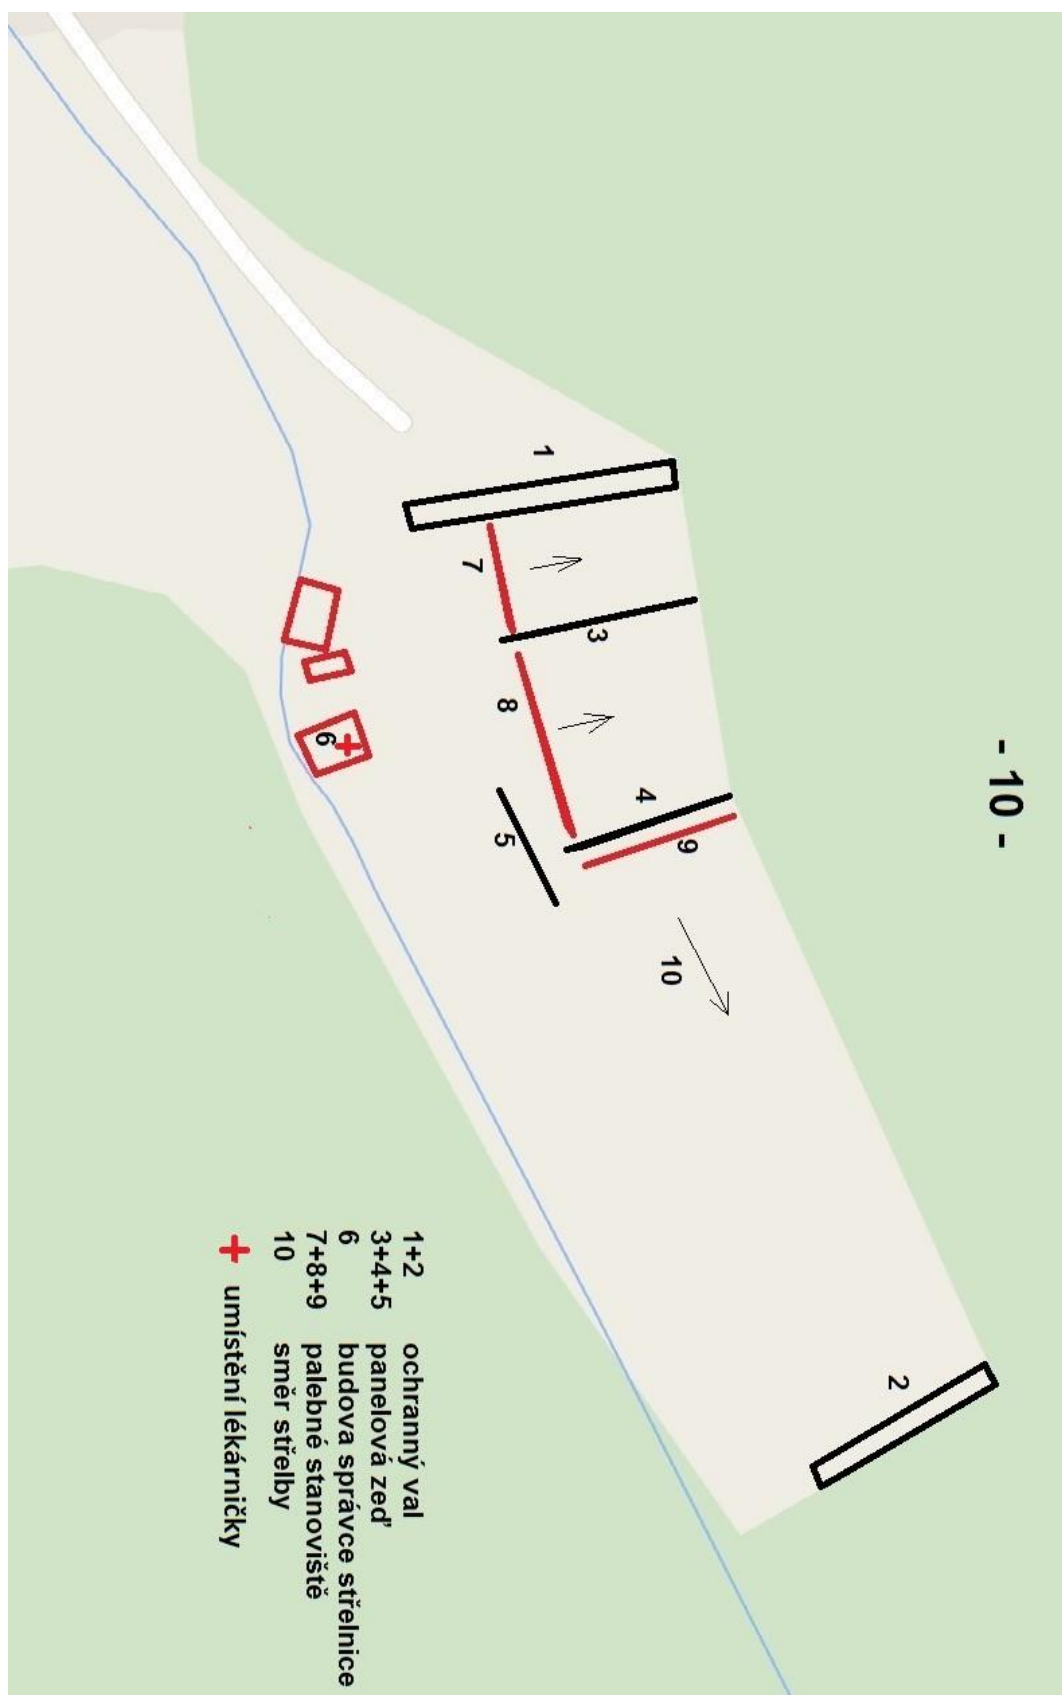 - 10 -
1
3
7
8
4
9
5
6
10
2
1+2 ochranný val
3+4+5 panelová zeď
6 budova správce střelnice
7+8+9 palebné stanoviště
10 směr střelby
umístění lékárničky